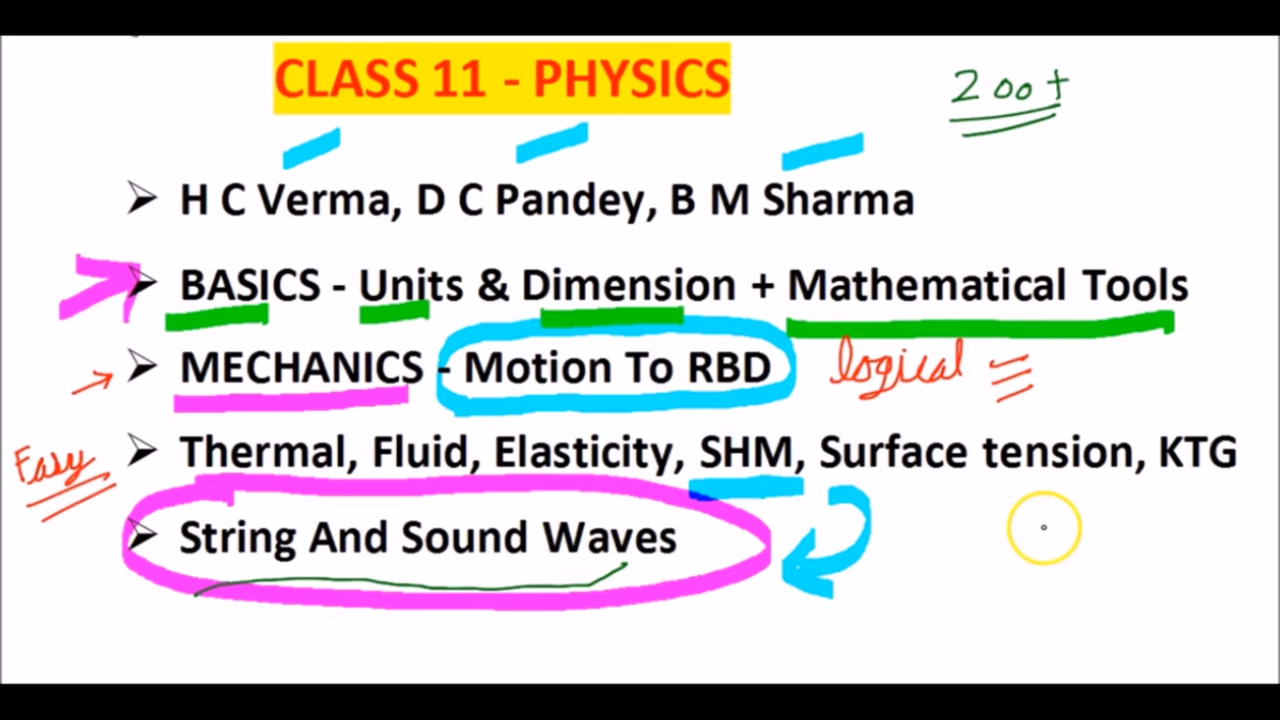 CLASS 11 - PHYSICS
200+
➢ H C Verma, D C Pandey, B M Sharma
➢ BASICS - Units & Dimension + Mathematical Tools
➢ MECHANICS - Motion To RBD logical
Easy ➢ Thermal, Fluid, Elasticity, SHM, Surface tension, KTG
➢ String And Sound Waves